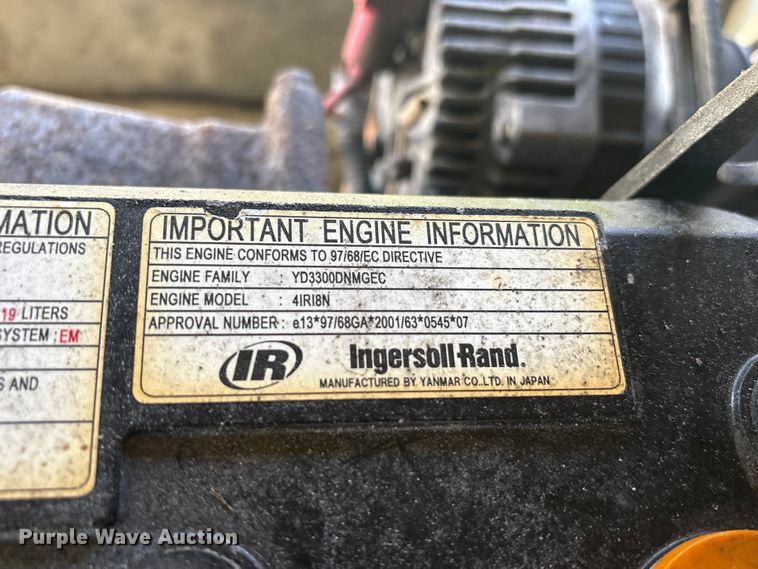 MATION
REGULATIONS
19 LITERS
SYSTEM : EM
S AND
IMPORTANT ENGINE INFORMATION
THIS ENGINE CONFORMS TO 97/68/EC DIRECTIVE
ENGINE FAMILY : YD3300DNMGEC
ENGINE MODEL : 4IRI8N
APPROVAL NUMBER : e13*97/68GA*2001/63*0545*07
IR Ingersoll-Rand.
MANUFACTURED BY YANMAR CO.,LTD. IN JAPAN
Purple Wave Auction